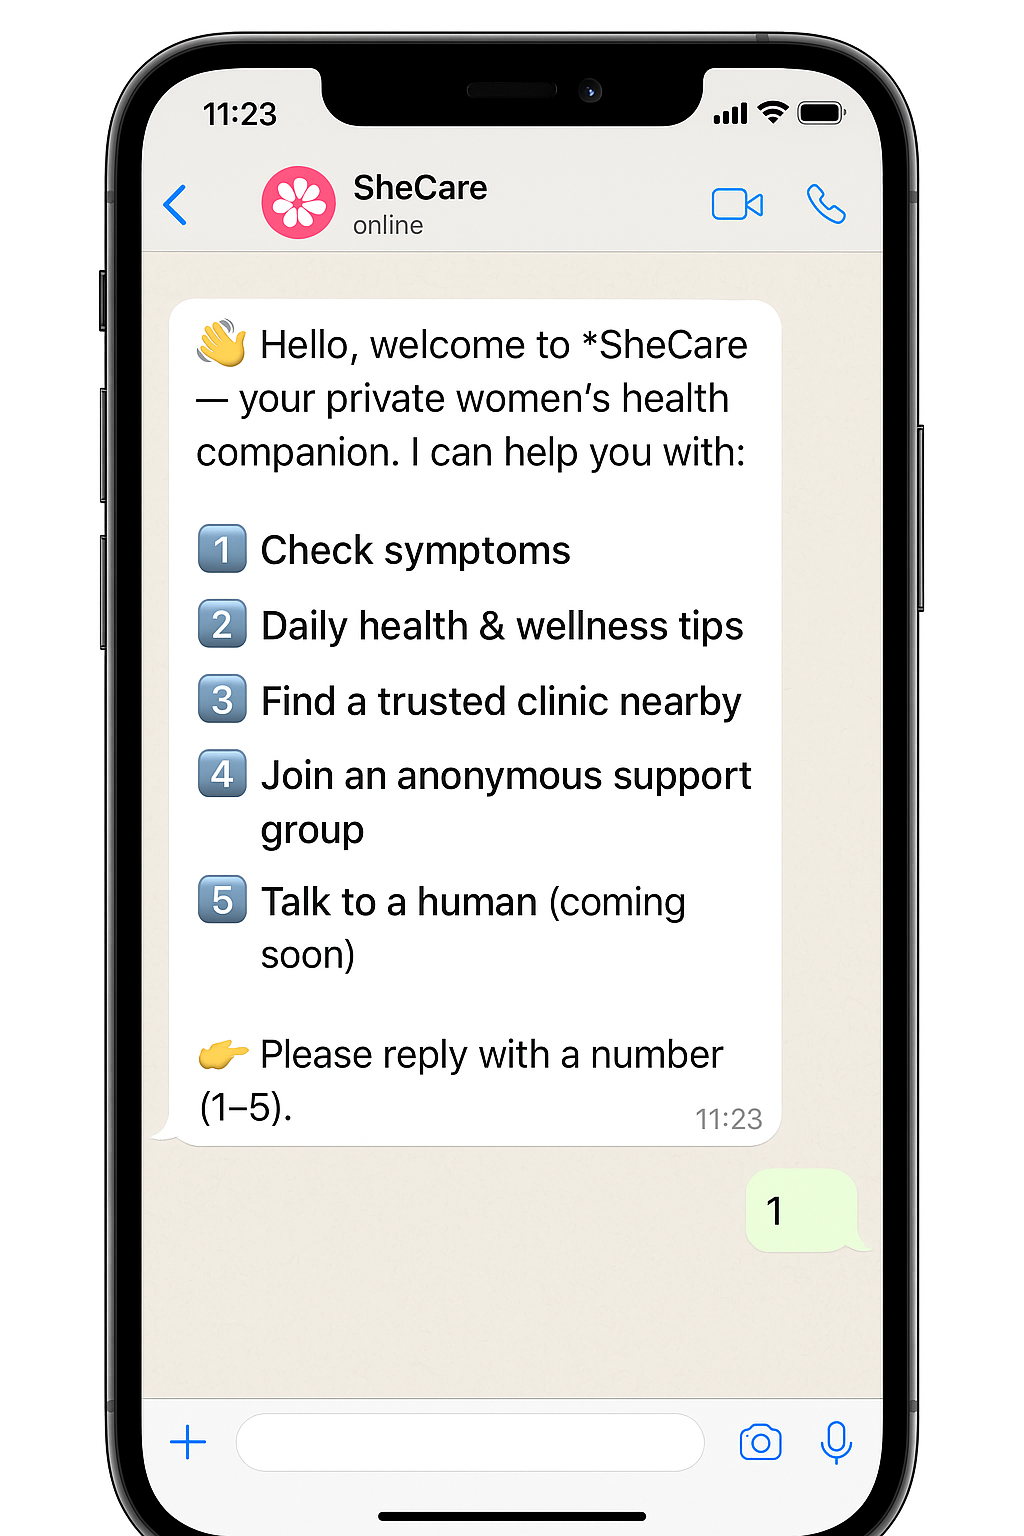 11:23
SheCare
online
👋 Hello, welcome to *SheCare
— your private women’s health
companion. I can help you with:
1️⃣ Check symptoms
2️⃣ Daily health & wellness tips
3️⃣ Find a trusted clinic nearby
4️⃣ Join an anonymous support
group
5️⃣ Talk to a human (coming
soon)
👉 Please reply with a number
(1–5).
11:23
1